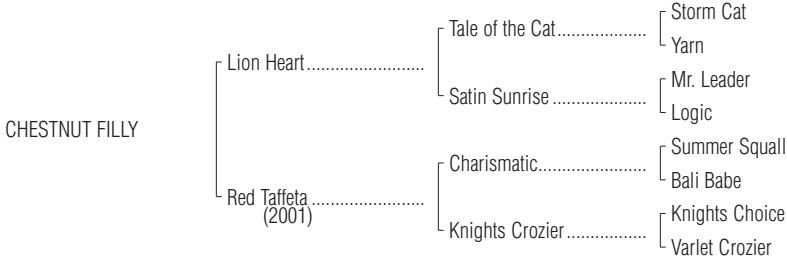 Storm Cat
Tale of the Cat...................
Yarn
Lion Heart.........................
Mr. Leader
Satin Sunrise ....................
Logic
CHESTNUT FILLY
Summer Squall
Charismatic.......................
Bali Babe
Red Taffeta ........................
(2001)
Knights Choice
Knights Crozier.................
Varlet Crozier